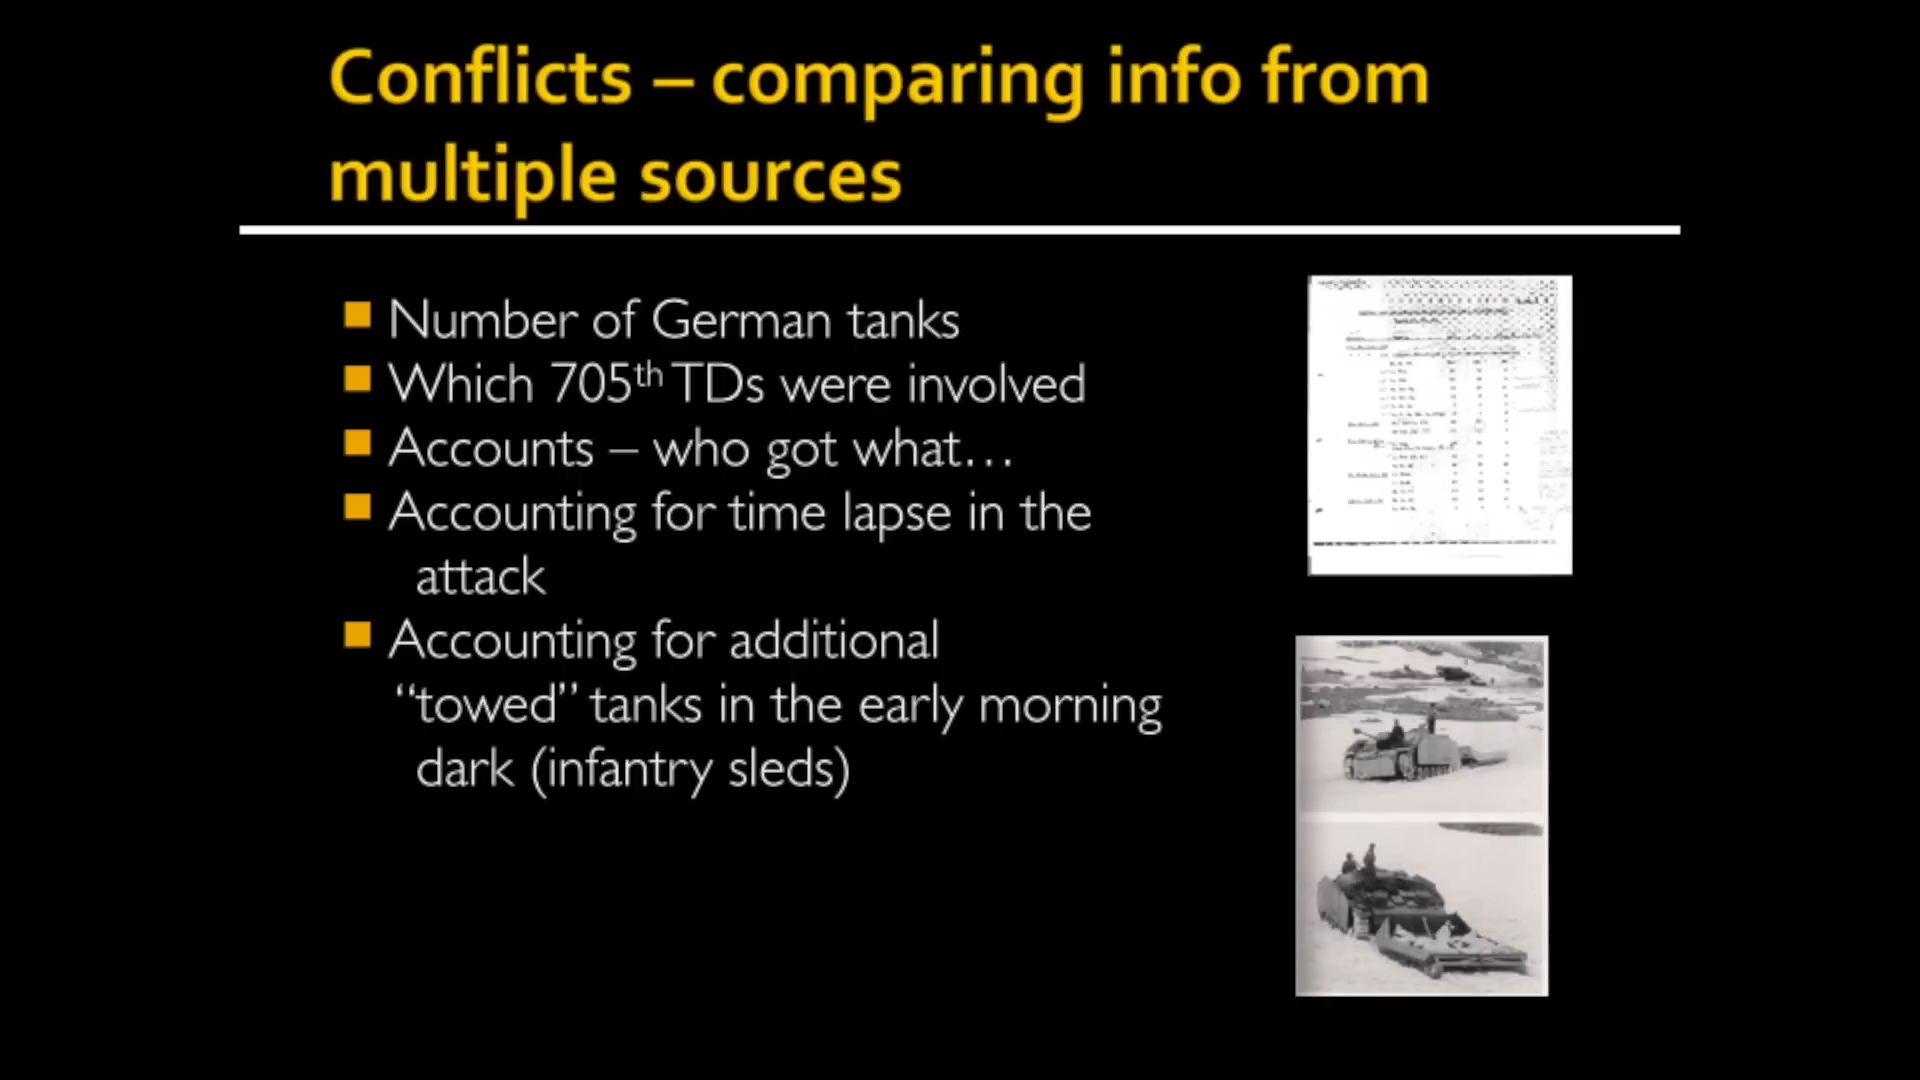 Conflicts – comparing info from
multiple sources
Number of German tanks
Which 705th TDs were involved
Accounts – who got what…
Accounting for time lapse in the
attack
Accounting for additional
“towed” tanks in the early morning
dark (infantry sleds)